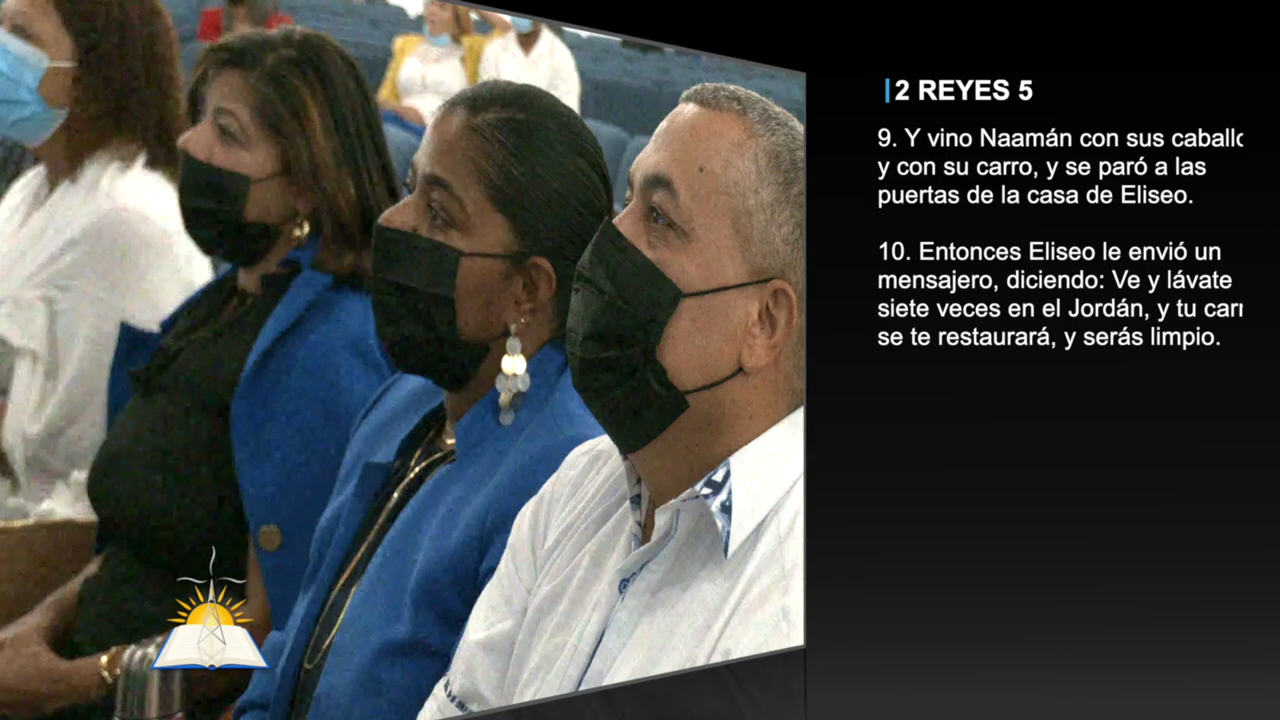 2 REYES 5
9. Y vino Naamán con sus caballo
y con su carro, y se paró a las
puertas de la casa de Eliseo.
10. Entonces Eliseo le envió un
mensajero, diciendo: Ve y lávate
siete veces en el Jordán, y tu carn
se te restaurará, y serás limpio.